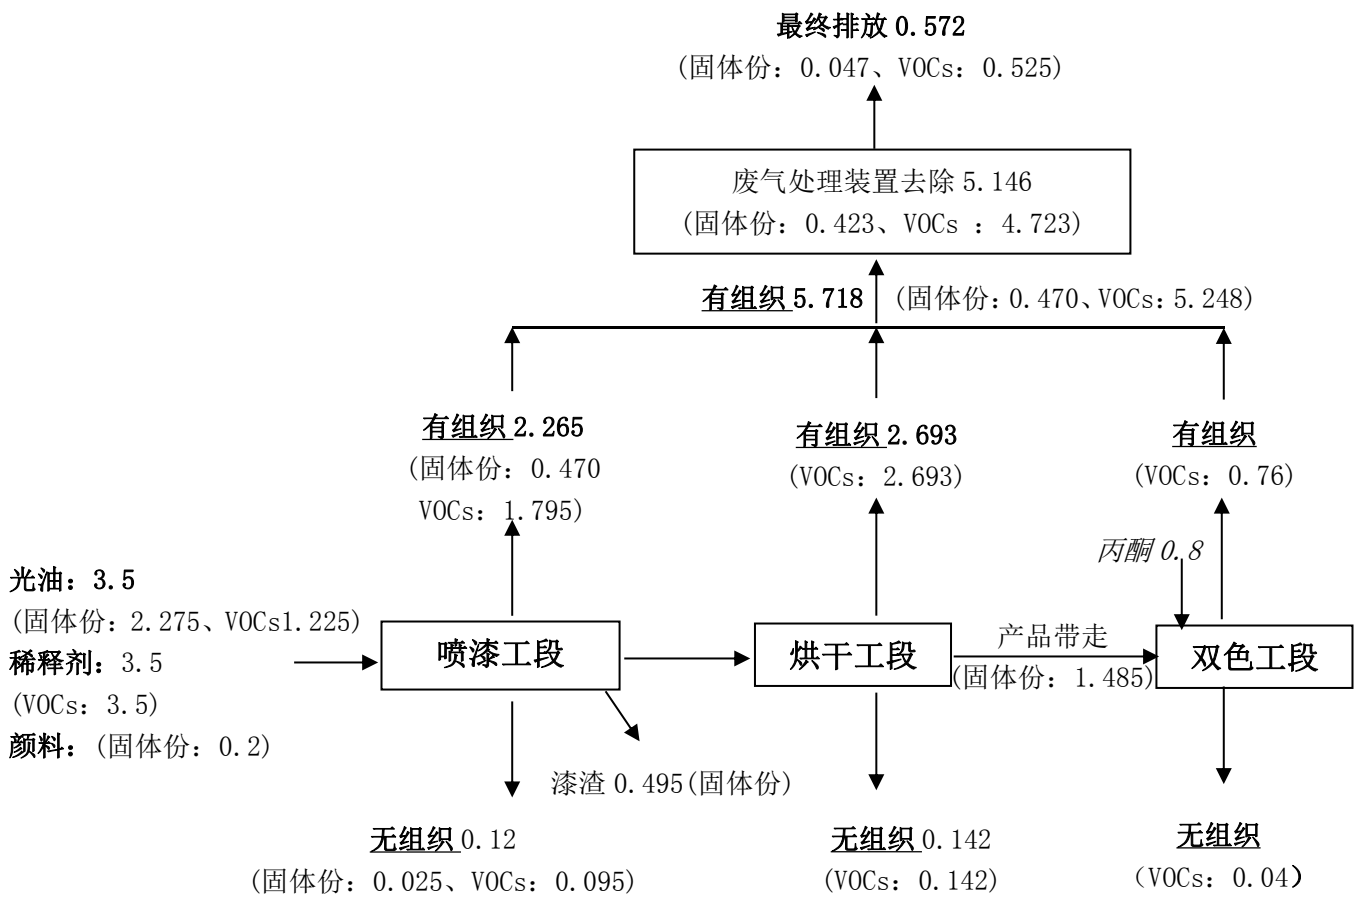 最终排放 0.572
(固体份：0.047、VOCs：0.525)
废气处理装置去除 5.146
(固体份：0.423、VOCs ：4.723)
有组织 5.718
(固体份：0.470、VOCs：5.248)
有组织 2.265
(固体份：0.470
VOCs：1.795)
有组织 2.693
(VOCs：2.693)
有组织
(VOCs：0.76)
丙酮 0.8
光油：3.5
(固体份：2.275、VOCs1.225)
稀释剂：3.5
(VOCs：3.5)
颜料：(固体份：0.2)
喷漆工段
烘干工段
产品带走
(固体份：1.485)
双色工段
漆渣 0.495(固体份)
无组织 0.12
(固体份：0.025、VOCs：0.095)
无组织 0.142
(VOCs：0.142)
无组织
（VOCs：0.04）